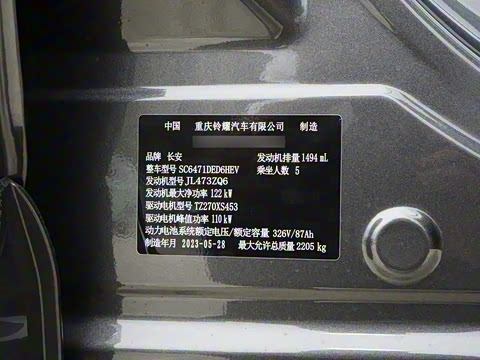 中国 重庆铃耀汽车有限公司 制造
品牌 长安 发动机排量 1494 mL
整车型号 SC6471DED6HEV 乘坐人数 5
发动机型号 JL473ZQ6
发动机最大净功率 122 kW
驱动电机型号 TZ270XS453
驱动电机峰值功率 110 kW
动力电池系统额定电压/额定容量 326V/87Ah
制造年月 2023-05-28 最大允许总质量 2205 kg